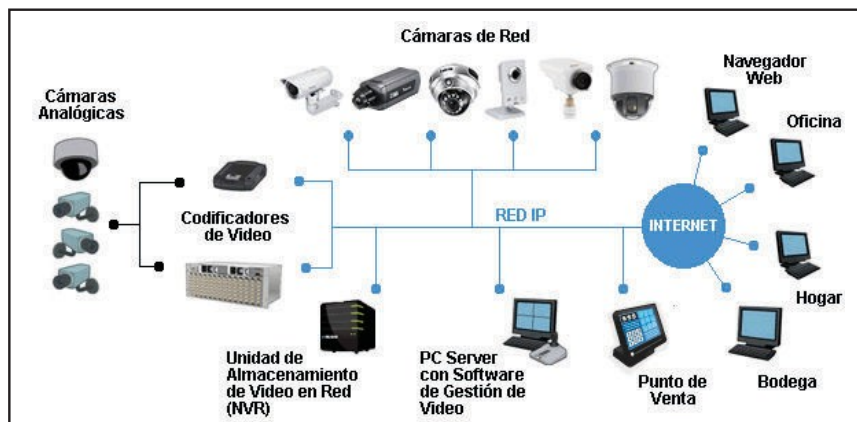 Cámaras de Red
Navegador
Web
Cámaras
Analógicas
Oficina
Codificadores
de Video
RED IP
INTERNET
Hogar
Unidad de
Almacenamiento
de Video en Red
(NVR)
PC Server
con Software
de Gestión de
Video
Punto de
Venta
Bodega